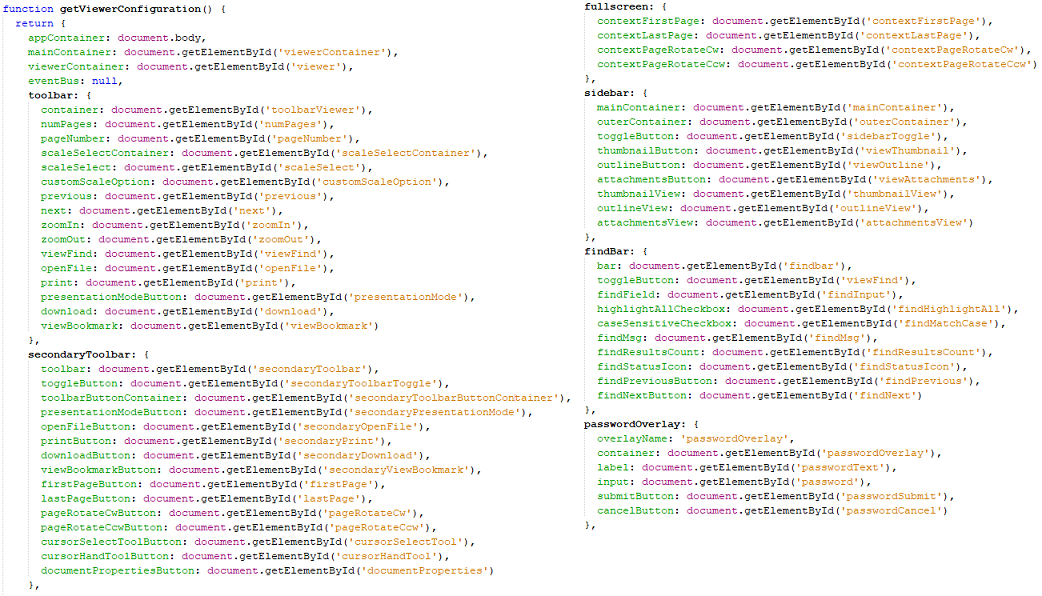 function getViewerConfiguration() {
return {
appContainer: document.body,
mainContainer: document.getElementById('viewerContainer'),
viewerContainer: document.getElementById('viewer'),
eventBus: null,
toolbar: {
container: document.getElementById('toolbarViewer'),
numPages: document.getElementById('numPages'),
pageNumber: document.getElementById('pageNumber'),
scaleSelectContainer: document.getElementById('scaleSelectContainer'),
scaleSelect: document.getElementById('scaleSelect'),
customScaleOption: document.getElementById('customScaleOption'),
previous: document.getElementById('previous'),
next: document.getElementById('next'),
zoomIn: document.getElementById('zoomIn'),
zoomOut: document.getElementById('zoomOut'),
viewFind: document.getElementById('viewFind'),
openFile: document.getElementById('openFile'),
print: document.getElementById('print'),
presentationModeButton: document.getElementById('presentationMode'),
download: document.getElementById('download'),
viewBookmark: document.getElementById('viewBookmark')
},
secondaryToolbar: {
toolbar: document.getElementById('secondaryToolbar'),
toggleButton: document.getElementById('secondaryToolbarToggle'),
toolbarButtonContainer: document.getElementById('secondaryToolbarButtonContainer'),
presentationModeButton: document.getElementById('secondaryPresentationMode'),
openFileButton: document.getElementById('secondaryOpenFile'),
printButton: document.getElementById('secondaryPrint'),
downloadButton: document.getElementById('secondaryDownload'),
viewBookmarkButton: document.getElementById('secondaryViewBookmark'),
firstPageButton: document.getElementById('firstPage'),
lastPageButton: document.getElementById('lastPage'),
pageRotateCwButton: document.getElementById('pageRotateCw'),
pageRotateCcwButton: document.getElementById('pageRotateCcw'),
cursorSelectToolButton: document.getElementById('cursorSelectTool'),
cursorHandToolButton: document.getElementById('cursorHandTool'),
documentPropertiesButton: document.getElementById('documentProperties')
},
fullscreen: {
contextFirstPage: document.getElementById('contextFirstPage'),
contextLastPage: document.getElementById('contextLastPage'),
contextPageRotateCw: document.getElementById('contextPageRotateCw'),
contextPageRotateCcw: document.getElementById('contextPageRotateCcw')
},
sidebar: {
mainContainer: document.getElementById('mainContainer'),
outerContainer: document.getElementById('outerContainer'),
toggleButton: document.getElementById('sidebarToggle'),
thumbnailButton: document.getElementById('viewThumbnail'),
outlineButton: document.getElementById('viewOutline'),
attachmentsButton: document.getElementById('viewAttachments'),
thumbnailView: document.getElementById('thumbnailView'),
outlineView: document.getElementById('outlineView'),
attachmentsView: document.getElementById('attachmentsView')
},
findBar: {
bar: document.getElementById('findbar'),
toggleButton: document.getElementById('viewFind'),
findField: document.getElementById('findInput'),
highlightAllCheckbox: document.getElementById('findHighlightAll'),
caseSensitiveCheckbox: document.getElementById('findMatchCase'),
findMsg: document.getElementById('findMsg'),
findResultsCount: document.getElementById('findResultsCount'),
findStatusIcon: document.getElementById('findStatusIcon'),
findPreviousButton: document.getElementById('findPrevious'),
findNextButton: document.getElementById('findNext')
},
passwordOverlay: {
overlayName: 'passwordOverlay',
container: document.getElementById('passwordOverlay'),
label: document.getElementById('passwordText'),
input: document.getElementById('password'),
submitButton: document.getElementById('passwordSubmit'),
cancelButton: document.getElementById('passwordCancel')
},